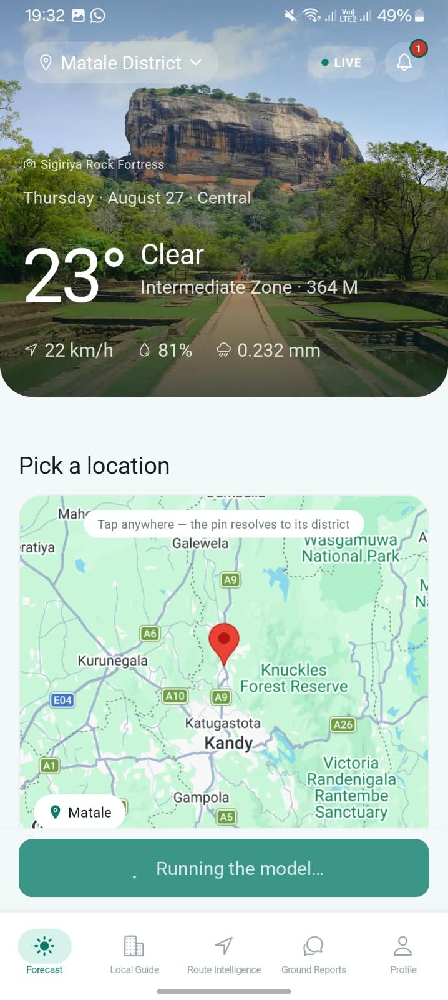 19:32
Vo))
LTE2
49%
Matale District
LIVE
1
Sigiriya Rock Fortress
Thursday · August 27 · Central
23°
Clear
Intermediate Zone · 364 M
22 km/h
81%
0.232 mm
Pick a location
Tap anywhere — the pin resolves to its district
ratiya
Galewela
Wasgamuwa
National Park
A9
A6
Kurunegala
Knuckles
Forest Reserve
E04
A10
A9
Katugastota
A26
Kandy
A1
Victoria
Randenigala
Rantembe
Sanctuary
Gampola
Matale
A5
Running the model...
Forecast
Local Guide
Route Intelligence
Ground Reports
Profile